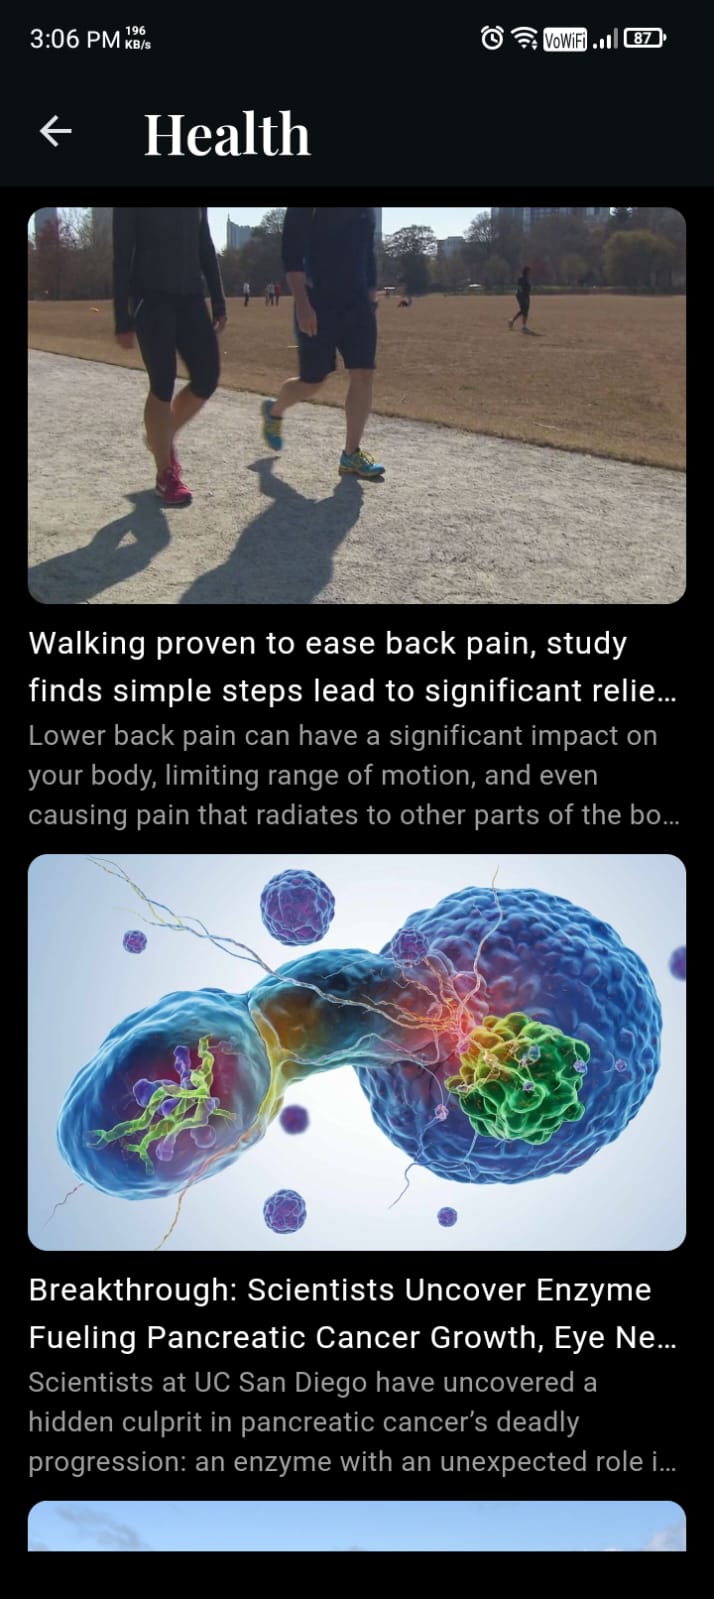 3:06 PM 196 KB/s VoWiFi 87
Health
Walking proven to ease back pain, study
finds simple steps lead to significant relie…
Lower back pain can have a significant impact on
your body, limiting range of motion, and even
causing pain that radiates to other parts of the bo…
Breakthrough: Scientists Uncover Enzyme
Fueling Pancreatic Cancer Growth, Eye Ne…
Scientists at UC San Diego have uncovered a
hidden culprit in pancreatic cancer’s deadly
progression: an enzyme with an unexpected role i…